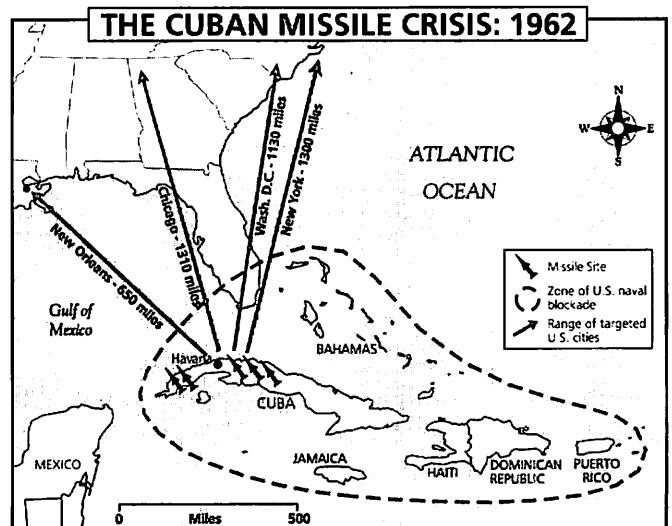 THE CUBAN MISSILE CRISIS: 1962
N
W
E
S
ATLANTIC
OCEAN
Chicago - 1310 miles
Wash. D.C. - 1130 miles
New York - 1300 miles
New Orleans - 650 miles
Gulf of
Mexico
Missile Site
Zone of U.S. naval
blockade
Range of targeted
U.S. cities
BAHAMAS
Havana
CUBA
MEXICO
JAMAICA
HAITI
DOMINICAN
REPUBLIC
PUERTO
RICO
0
Miles
500